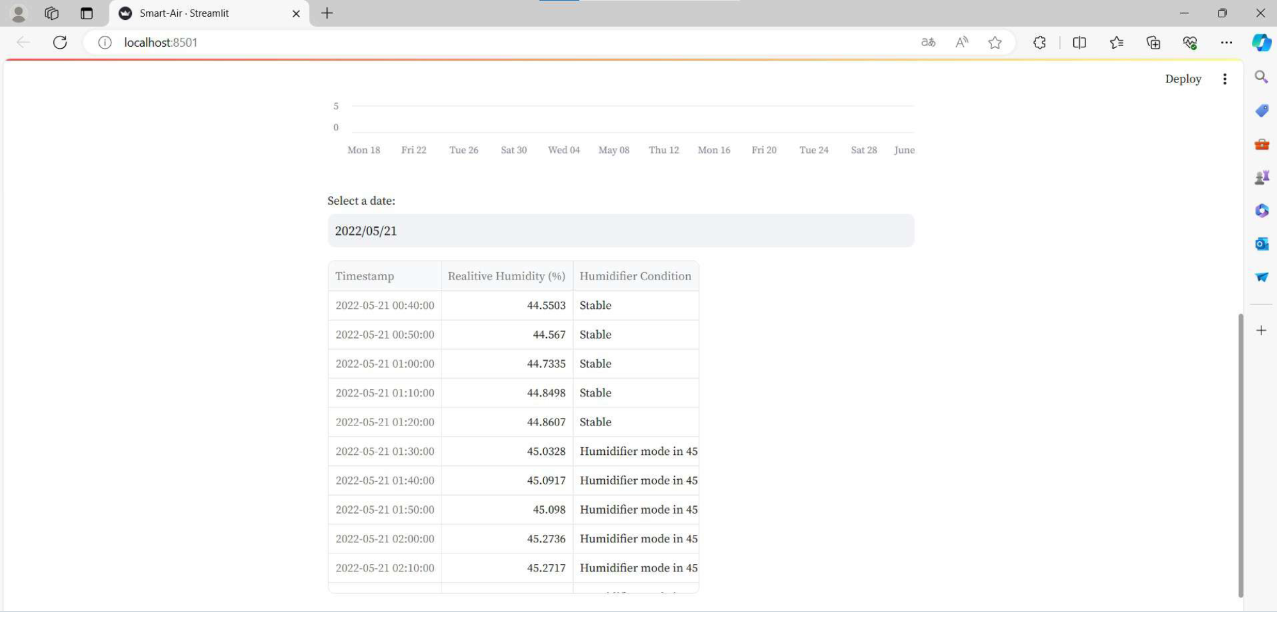 Smart-Air · Streamlit
localhost:8501
Deploy
5
0
Mon 18 Fri 22 Tue 26 Sat 30 Wed 04 May 08 Thu 12 Mon 16 Fri 20 Tue 24 Sat 28 June
Select a date:
2022/05/21
Timestamp Realitive Humidity (%) Humidifier Condition
2022-05-21 00:40:00 44.5503 Stable
2022-05-21 00:50:00 44.567 Stable
2022-05-21 01:00:00 44.7335 Stable
2022-05-21 01:10:00 44.8498 Stable
2022-05-21 01:20:00 44.8607 Stable
2022-05-21 01:30:00 45.0328 Humidifier mode in 45
2022-05-21 01:40:00 45.0917 Humidifier mode in 45
2022-05-21 01:50:00 45.098 Humidifier mode in 45
2022-05-21 02:00:00 45.2736 Humidifier mode in 45
2022-05-21 02:10:00 45.2717 Humidifier mode in 45